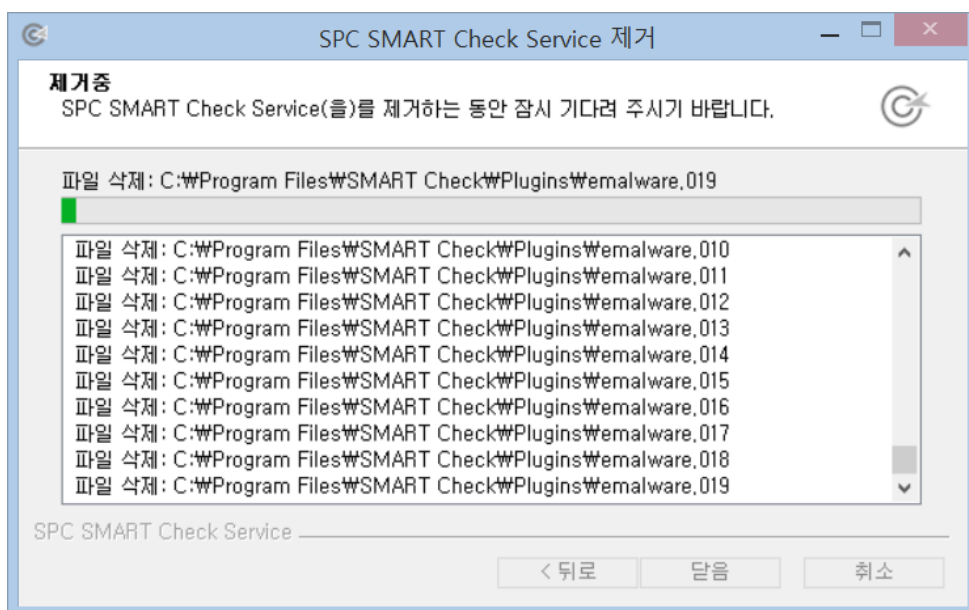 SPC SMART Check Service 제거
제거중
SPC SMART Check Service(을)를 제거하는 동안 잠시 기다려 주시기 바랍니다.
파일 삭제: C:₩Program Files₩SMART Check₩Plugins₩emalware.019
파일 삭제: C:₩Program Files₩SMART Check₩Plugins₩emalware.010
파일 삭제: C:₩Program Files₩SMART Check₩Plugins₩emalware.011
파일 삭제: C:₩Program Files₩SMART Check₩Plugins₩emalware.012
파일 삭제: C:₩Program Files₩SMART Check₩Plugins₩emalware.013
파일 삭제: C:₩Program Files₩SMART Check₩Plugins₩emalware.014
파일 삭제: C:₩Program Files₩SMART Check₩Plugins₩emalware.015
파일 삭제: C:₩Program Files₩SMART Check₩Plugins₩emalware.016
파일 삭제: C:₩Program Files₩SMART Check₩Plugins₩emalware.017
파일 삭제: C:₩Program Files₩SMART Check₩Plugins₩emalware.018
파일 삭제: C:₩Program Files₩SMART Check₩Plugins₩emalware.019
SPC SMART Check Service
< 뒤로 닫음 취소